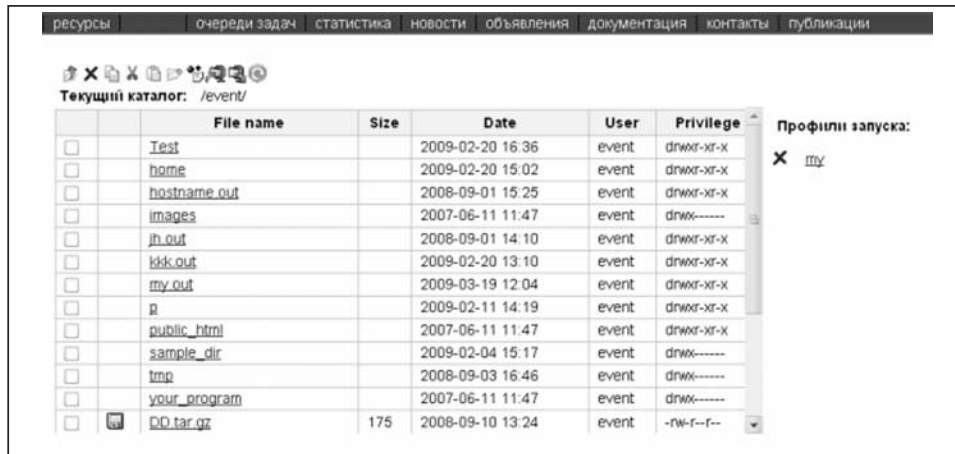 ресурсы очереди задач статистика новости объявления документация контакты публикации
Текущий каталог: /event/
File name Size Date User Privilege
Профили запуска:
Test 2009-02-20 16:36 event drwxr-xr-x
my
home 2009-02-20 15:02 event drwxr-xr-x
hostname.out 2008-09-01 15:25 event drwxr-xr-x
images 2007-06-11 11:47 event drwx------
jh.out 2008-09-01 14:10 event drwxr-xr-x
kkk.out 2009-02-20 13:10 event drwxr-xr-x
my.out 2009-03-19 12:04 event drwxr-xr-x
p 2009-02-11 14:19 event drwxr-xr-x
public_html 2007-06-11 11:47 event drwxr-xr-x
sample_dir 2009-02-04 15:17 event drwx------
tmp 2008-09-03 16:46 event drwx------
your_program 2007-06-11 11:47 event drwx------
DD.tar.gz 175 2008-09-10 13:24 event -rw-r--r--